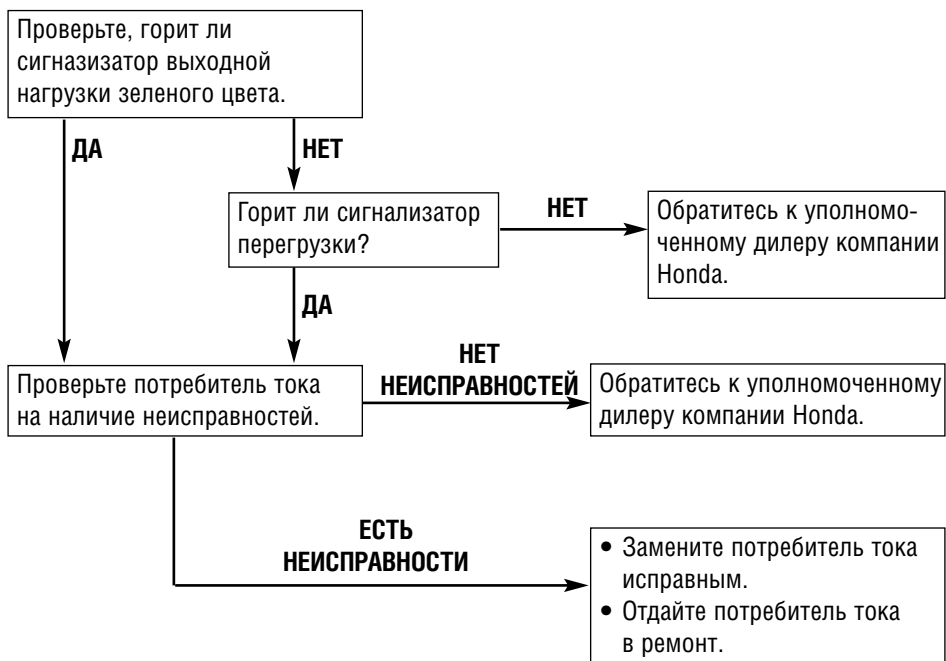 Проверьте, горит ли
сигназизатор выходной
нагрузки зеленого цвета.
ДА
НЕТ
Горит ли сигнализатор
перегрузки?
НЕТ
Обратитесь к уполномо-
ченному дилеру компании
Honda.
ДА
Проверьте потребитель тока
на наличие неисправностей.
НЕТ
НЕИСПРАВНОСТЕЙ
Обратитесь к уполномоченному
дилеру компании Honda.
ЕСТЬ
НЕИСПРАВНОСТИ
• Замените потребитель тока
исправным.
• Отдайте потребитель тока
в ремонт.